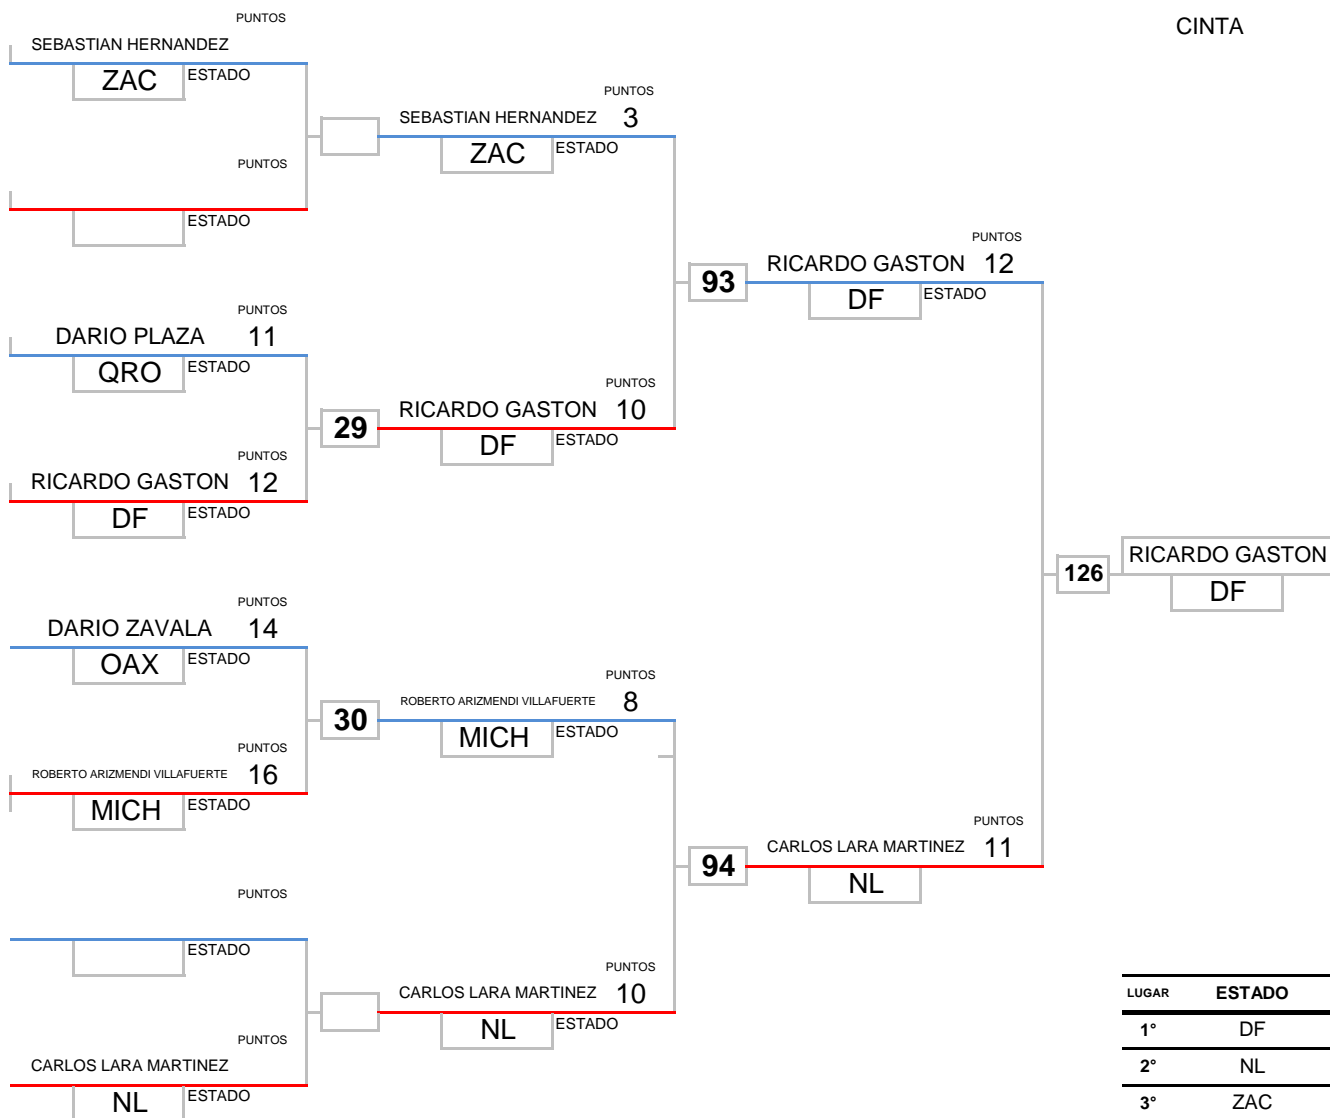 PUNTOS
CINTA
SEBASTIAN HERNANDEZ
ZAC ESTADO
PUNTOS
SEBASTIAN HERNANDEZ 3
ZAC ESTADO
PUNTOS
ESTADO
PUNTOS
RICARDO GASTON 12
93
DF ESTADO
PUNTOS
DARIO PLAZA 11
QRO ESTADO
PUNTOS
RICARDO GASTON 10
29
DF ESTADO
PUNTOS
RICARDO GASTON 12
DF ESTADO
RICARDO GASTON
126
DF
PUNTOS
DARIO ZAVALA 14
OAX ESTADO
PUNTOS
ROBERTO ARIZMENDI VILLAFUERTE 8
30
MICH ESTADO
PUNTOS
ROBERTO ARIZMENDI VILLAFUERTE 16
MICH ESTADO
PUNTOS
CARLOS LARA MARTINEZ 11
94
NL
PUNTOS
ESTADO
PUNTOS
CARLOS LARA MARTINEZ 10
NL ESTADO
PUNTOS
CARLOS LARA MARTINEZ
NL ESTADO
LUGAR ESTADO
1° DF
2° NL
3° ZAC